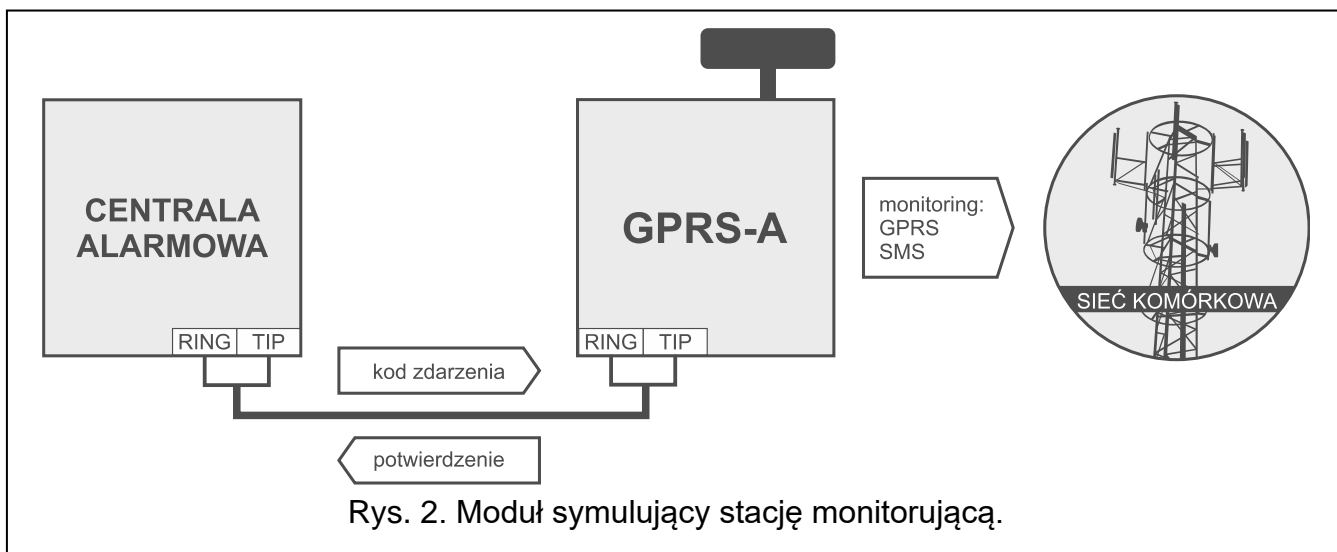 CENTRALA
ALARMOWA
RING TIP
GPRS-A
RING TIP
kod zdarzenia
potwierdzenie
monitoring:
GPRS
SMS
SIEĆ KOMÓRKOWA
Rys. 2. Moduł symulujący stację monitorującą.